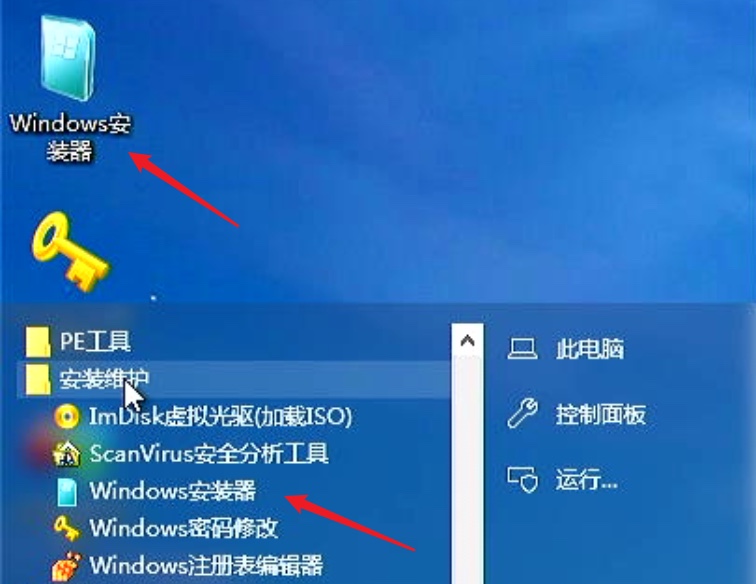 Windows安
装器
PE工具
安装维护
ImDisk虚拟光驱(加载ISO)
ScanVirus安全分析工具
Windows安装器
Windows密码修改
Windows注册表编辑器
此电脑
控制面板
运行...